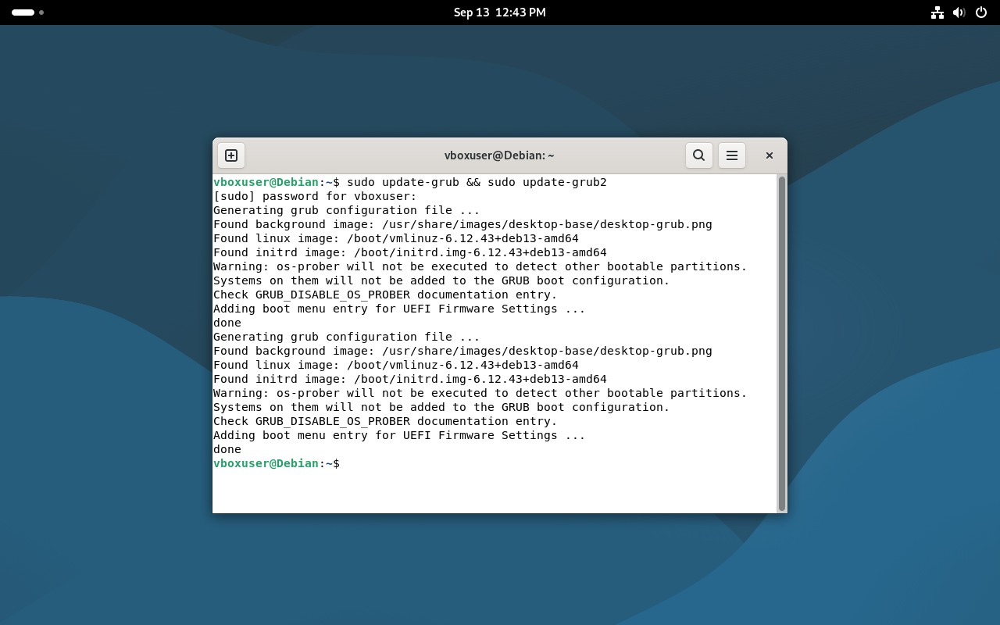 Sep 13  12:43 PM
vboxuser@Debian: ~
vboxuser@Debian:~$ sudo update-grub && sudo update-grub2
[sudo] password for vboxuser:
Generating grub configuration file ...
Found background image: /usr/share/images/desktop-base/desktop-grub.png
Found linux image: /boot/vmlinuz-6.12.43+deb13-amd64
Found initrd image: /boot/initrd.img-6.12.43+deb13-amd64
Warning: os-prober will not be executed to detect other bootable partitions.
Systems on them will not be added to the GRUB boot configuration.
Check GRUB_DISABLE_OS_PROBER documentation entry.
Adding boot menu entry for UEFI Firmware Settings ...
done
Generating grub configuration file ...
Found background image: /usr/share/images/desktop-base/desktop-grub.png
Found linux image: /boot/vmlinuz-6.12.43+deb13-amd64
Found initrd image: /boot/initrd.img-6.12.43+deb13-amd64
Warning: os-prober will not be executed to detect other bootable partitions.
Systems on them will not be added to the GRUB boot configuration.
Check GRUB_DISABLE_OS_PROBER documentation entry.
Adding boot menu entry for UEFI Firmware Settings ...
done
vboxuser@Debian:~$